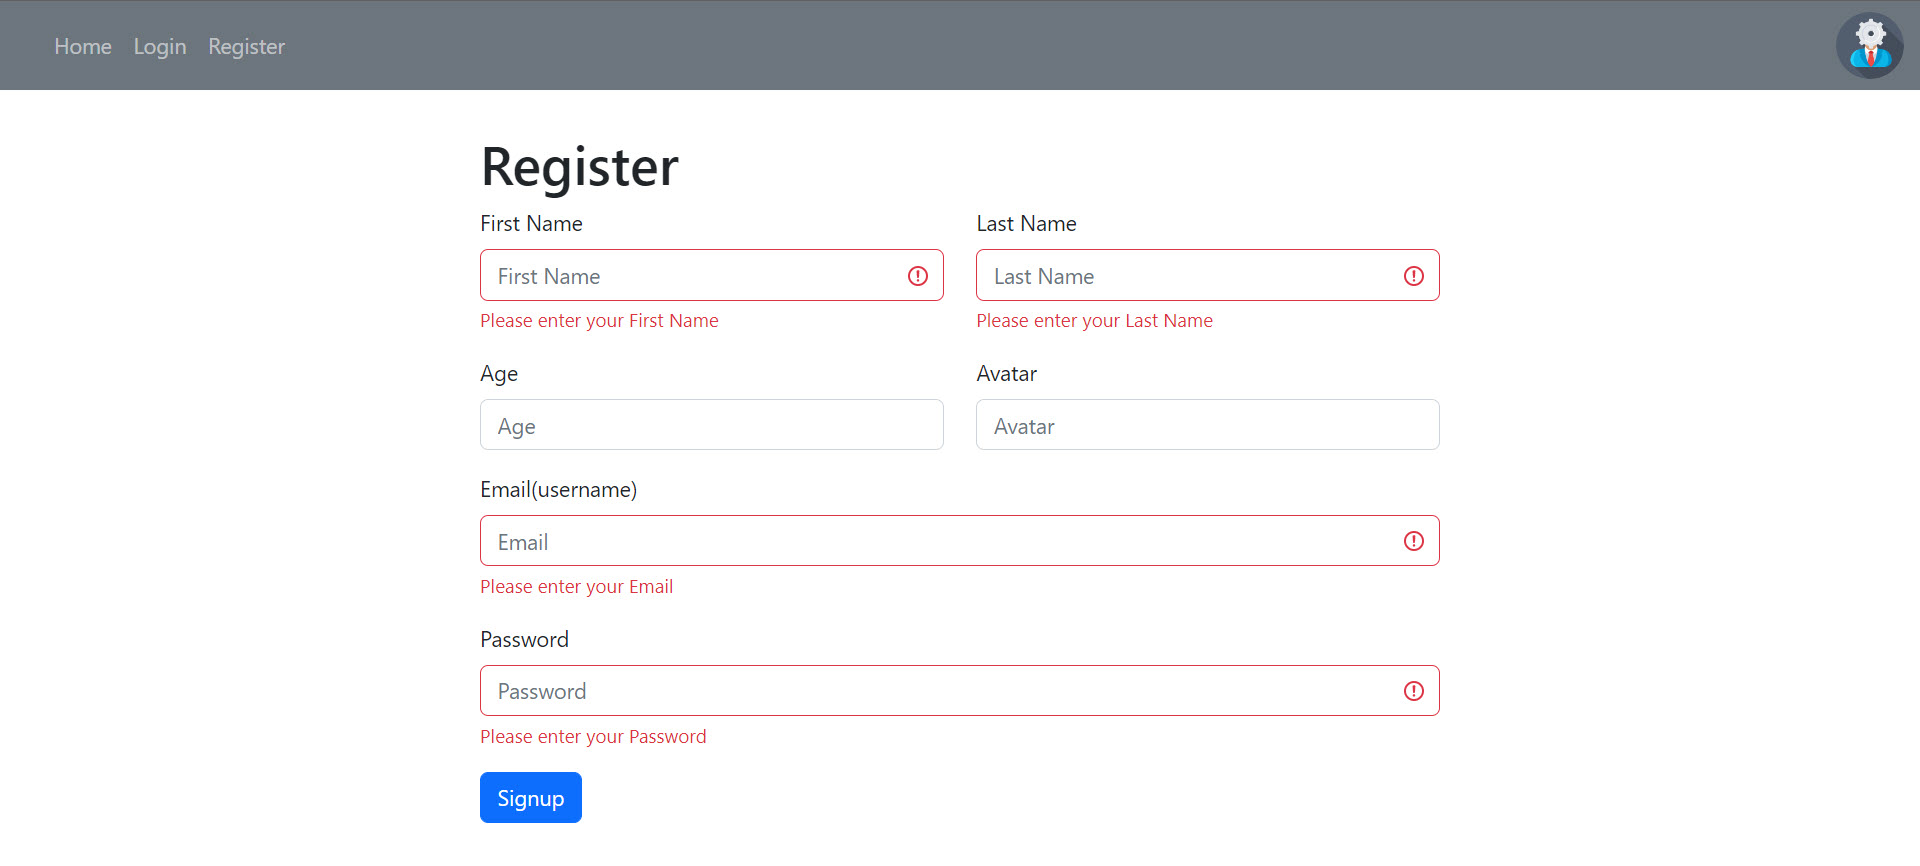 Home Login Register
Register
First Name Last Name
First Name Last Name
Please enter your First Name Please enter your Last Name
Age Avatar
Age Avatar
Email(username)
Email
Please enter your Email
Password
Password
Please enter your Password
Signup